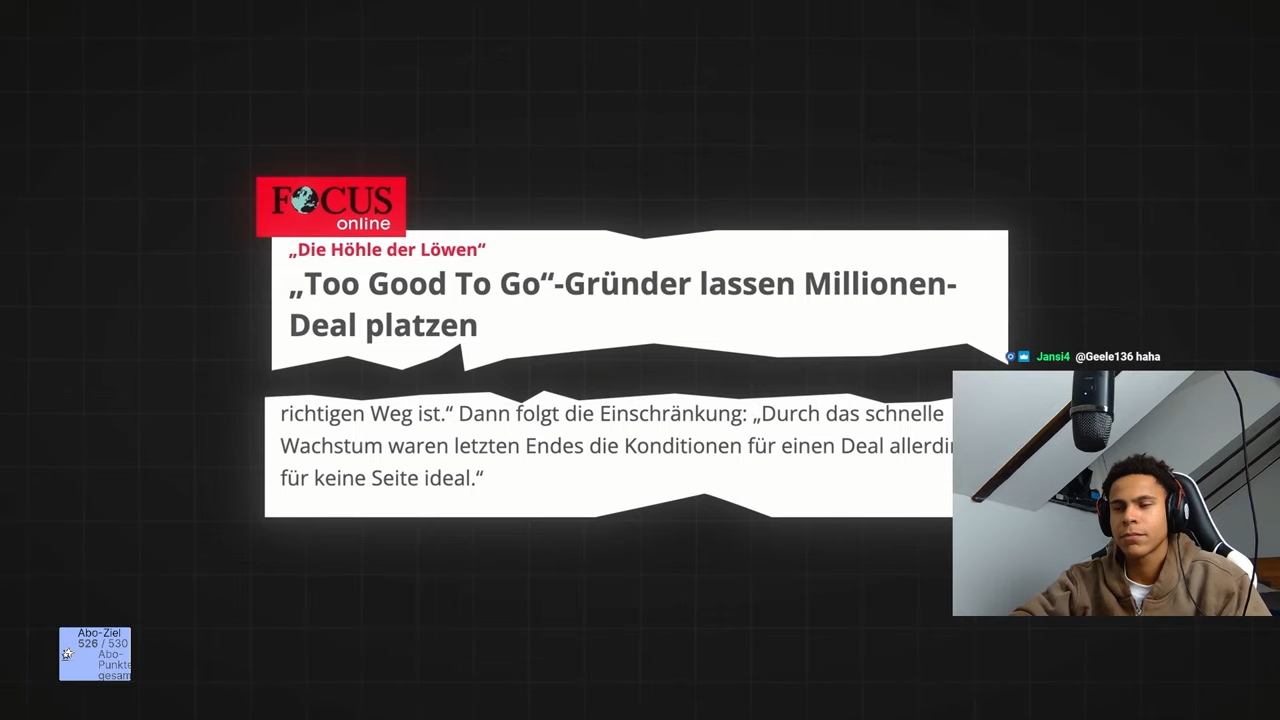 FOCUS
online
„Die Höhle der Löwen“
„Too Good To Go“-Gründer lassen Millionen-
Deal platzen
Jansi4 @Geele136 haha
richtigen Weg ist.“ Dann folgt die Einschränkung: „Durch das schnelle
Wachstum waren letzten Endes die Konditionen für einen Deal allerdin
für keine Seite ideal.“
Abo-Ziel
526 / 530
Abo-
Punkte
gesam